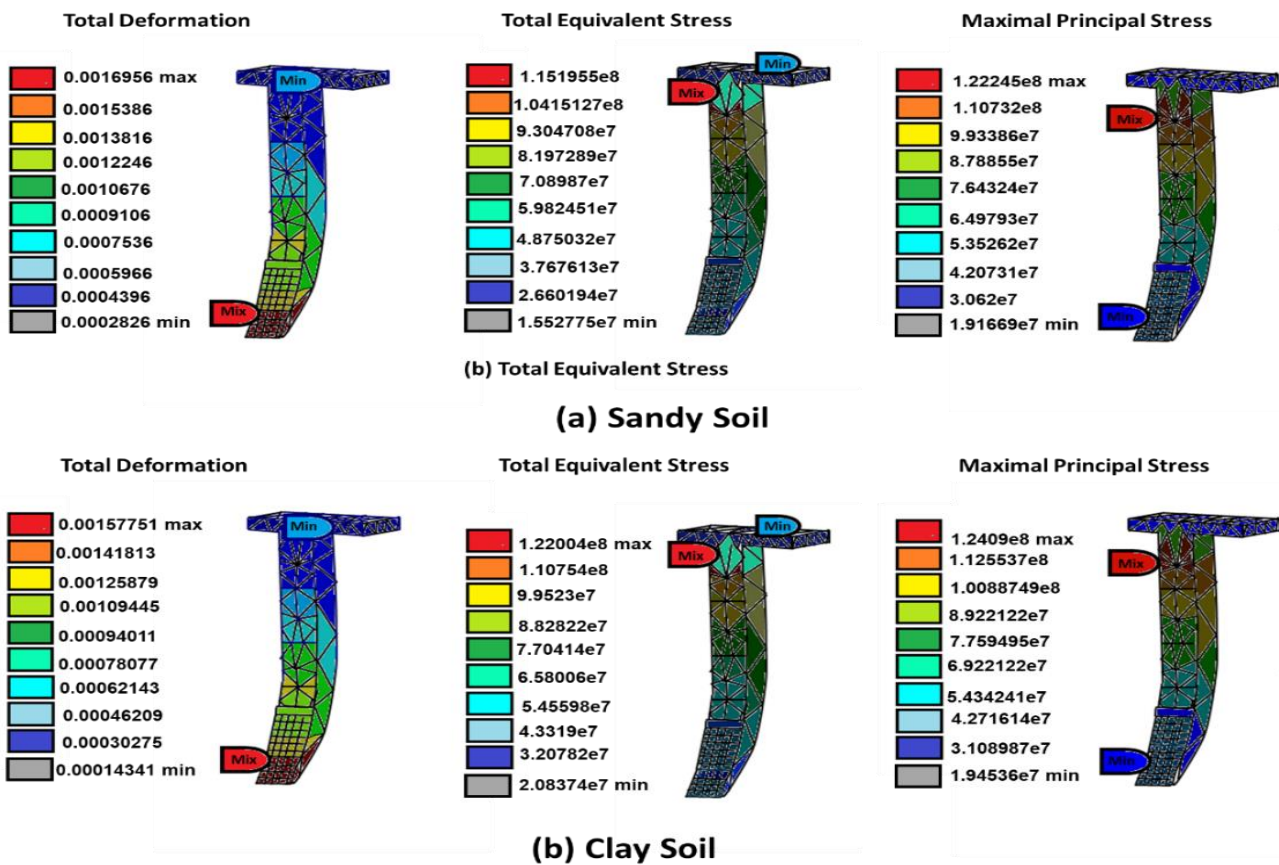 Total Deformation
Total Equivalent Stress
Maximal Principal Stress
0.0016956 max
0.0015386
0.0013816
0.0012246
0.0010676
0.0009106
0.0007536
0.0005966
0.0004396
0.0002826 min
Min
Mix
1.151955e8
1.0415127e8
9.304708e7
8.197289e7
7.08987e7
5.982451e7
4.875032e7
3.767613e7
2.660194e7
1.552775e7 min
Min
Mix
1.22245e8 max
1.10732e8
9.93386e7
8.78855e7
7.64324e7
6.49793e7
5.35262e7
4.20731e7
3.062e7
1.91669e7 min
Mix
Min
(b) Total Equivalent Stress
(a) Sandy Soil
Total Deformation
Total Equivalent Stress
Maximal Principal Stress
0.00157751 max
0.00141813
0.00125879
0.00109445
0.00094011
0.00078077
0.00062143
0.00046209
0.00030275
0.00014341 min
Min
Mix
1.22004e8 max
1.10754e8
9.9523e7
8.82822e7
7.70414e7
6.58006e7
5.45598e7
4.3319e7
3.20782e7
2.08374e7 min
Min
Mix
1.2409e8 max
1.125537e8
1.0088749e8
8.922122e7
7.759495e7
6.922122e7
5.434241e7
4.271614e7
3.108987e7
1.94536e7 min
Mix
Min
(b) Clay Soil